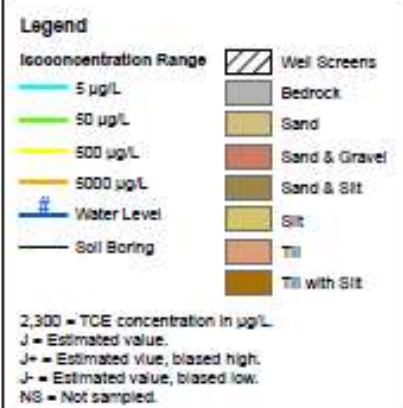 Legend
Isoconcentration Range
5 µg/L
50 µg/L
500 µg/L
5000 µg/L
# Water Level
Soil Boring
Well Screens
Bedrock
Sand
Sand & Gravel
Sand & Silt
Silt
Till
Till with Silt
2,300 = TCE concentration in µg/L.
J = Estimated value.
J+ = Estimated vlue, biased high.
J- = Estimated value, biased low.
NS = Not sampled.